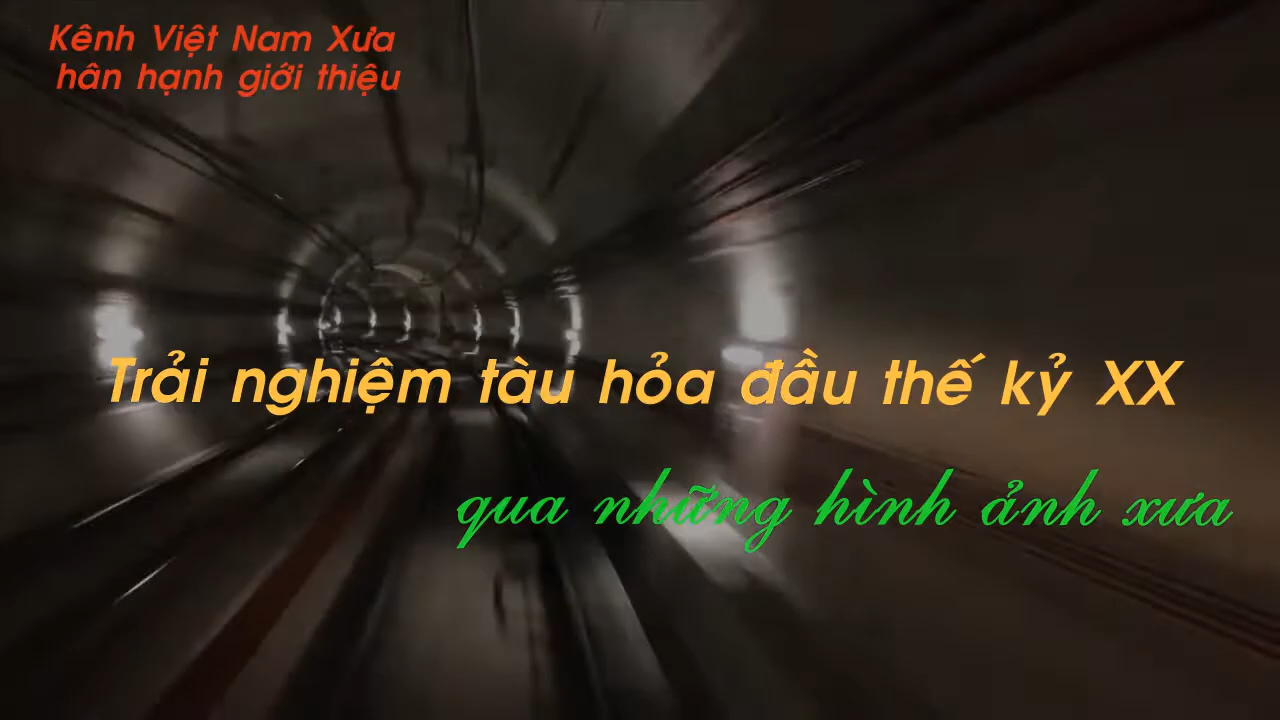 Kênh Việt Nam Xưa
hân hạnh giới thiệu
Trải nghiệm tàu hỏa đầu thế kỷ XX
qua những hình ảnh xưa